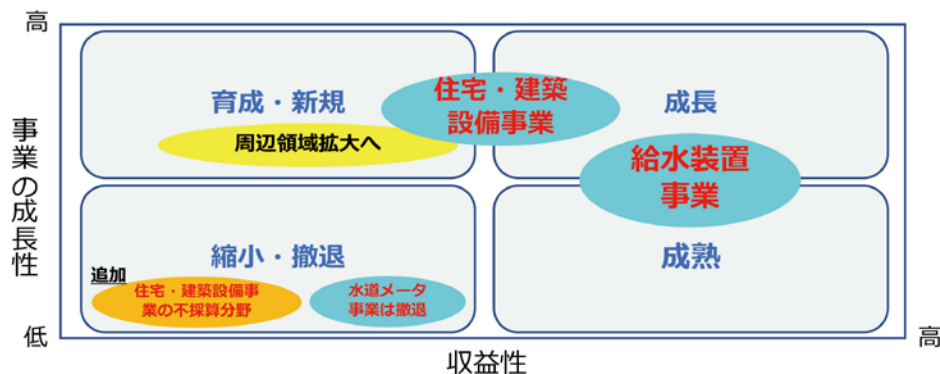 高
事業の成長性
育成・新規
住宅・建築
設備事業
成長
周辺領域拡大へ
給水装置
事業
縮小・撤退
成熟
追加
住宅・建築設備事
業の不採算分野
水道メータ
事業は撤退
低
高
収益性